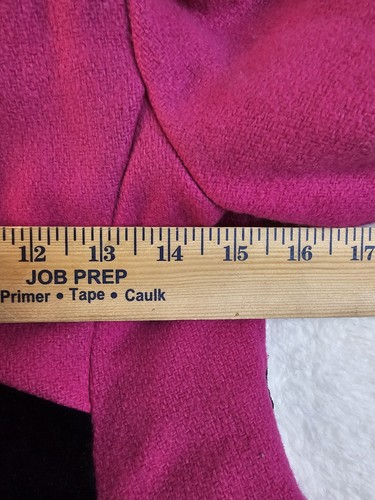 12 13 14 15 16 17
JOB PREP
Primer • Tape • Caulk